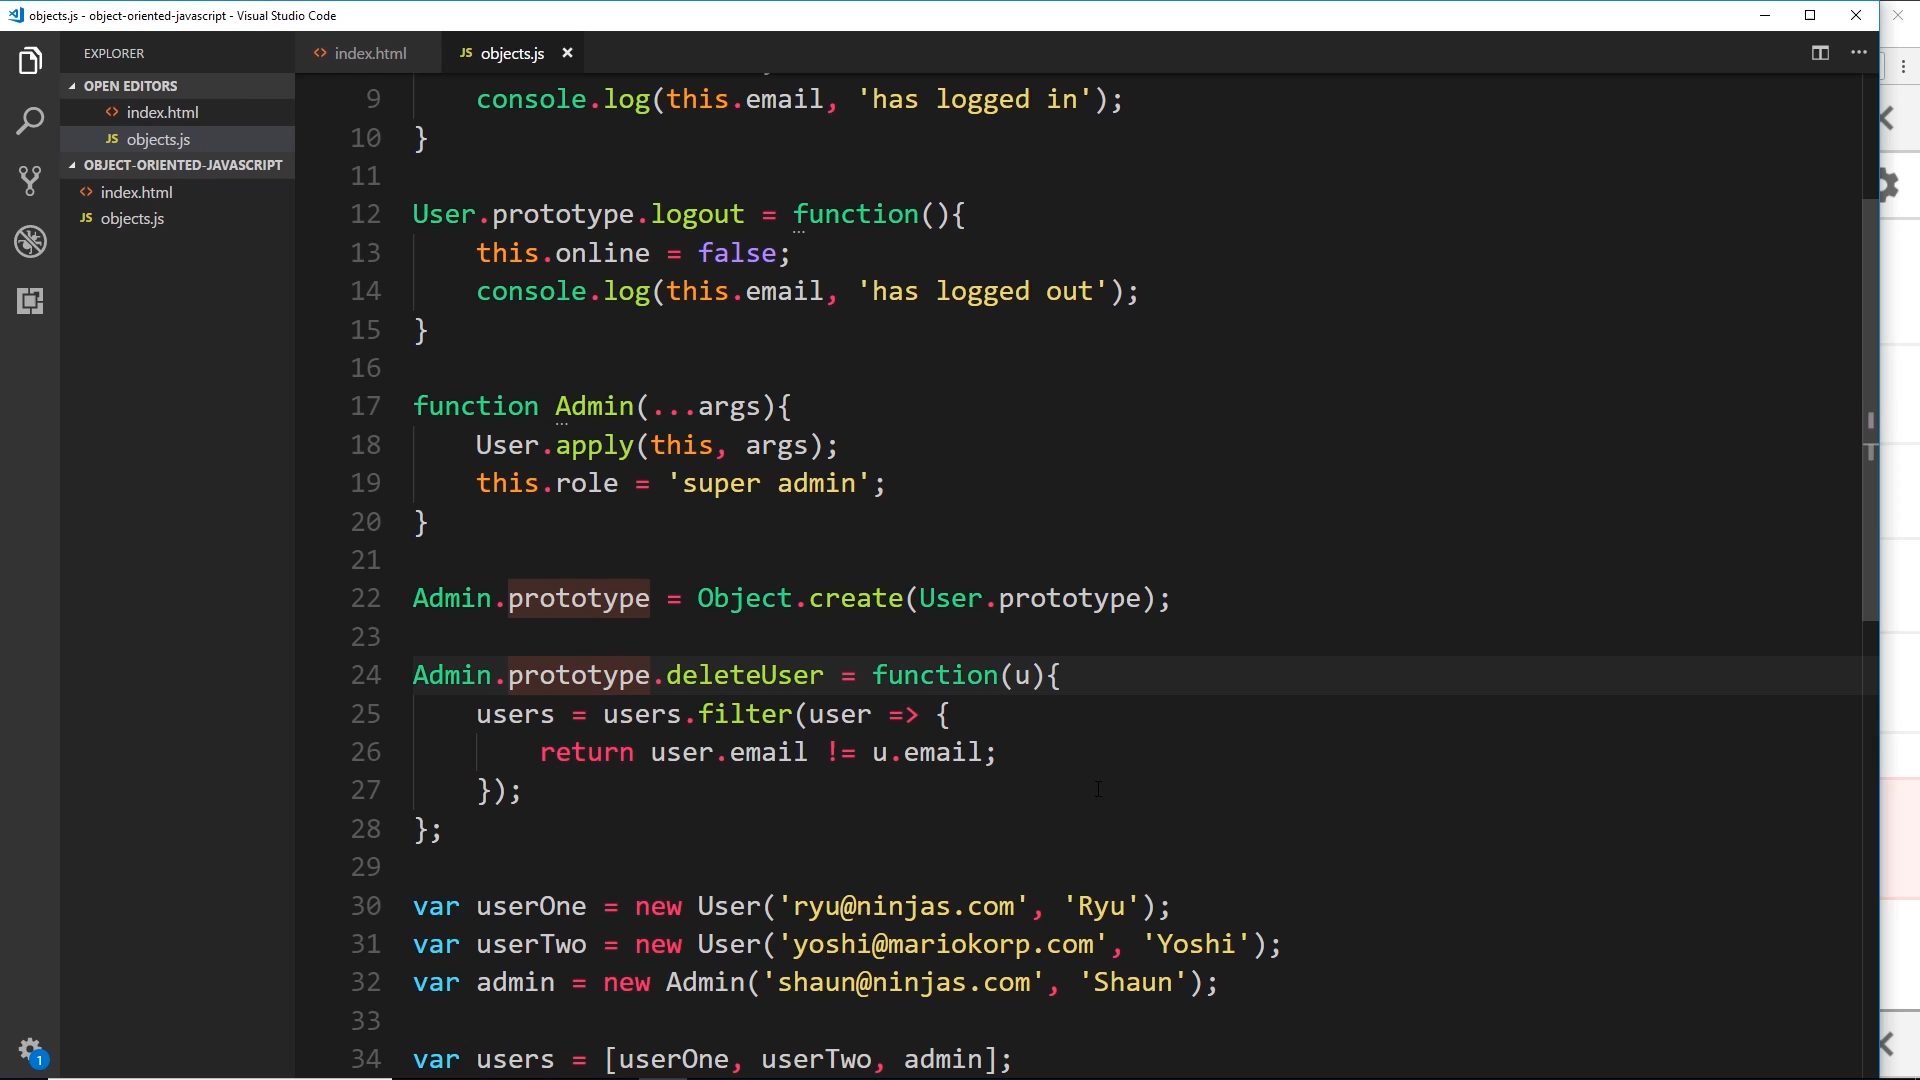 objects.js - object-oriented-javascript - Visual Studio Code
EXPLORER
OPEN EDITORS
<> index.html
JS objects.js
OBJECT-ORIENTED-JAVASCRIPT
<> index.html
JS objects.js
1
<> index.html
JS objects.js
9 console.log(this.email, 'has logged in');
10 }
11
12 User.prototype.logout = function(){
13 this.online = false;
14 console.log(this.email, 'has logged out');
15 }
16
17 function Admin(...args){
18 User.apply(this, args);
19 this.role = 'super admin';
20 }
21
22 Admin.prototype = Object.create(User.prototype);
23
24 Admin.prototype.deleteUser = function(u){
25 users = users.filter(user => {
26 return user.email != u.email;
27 });
28 };
29
30 var userOne = new User('ryu@ninjas.com', 'Ryu');
31 var userTwo = new User('yoshi@mariokorp.com', 'Yoshi');
32 var admin = new Admin('shaun@ninjas.com', 'Shaun');
33
34 var users = [userOne, userTwo, admin];